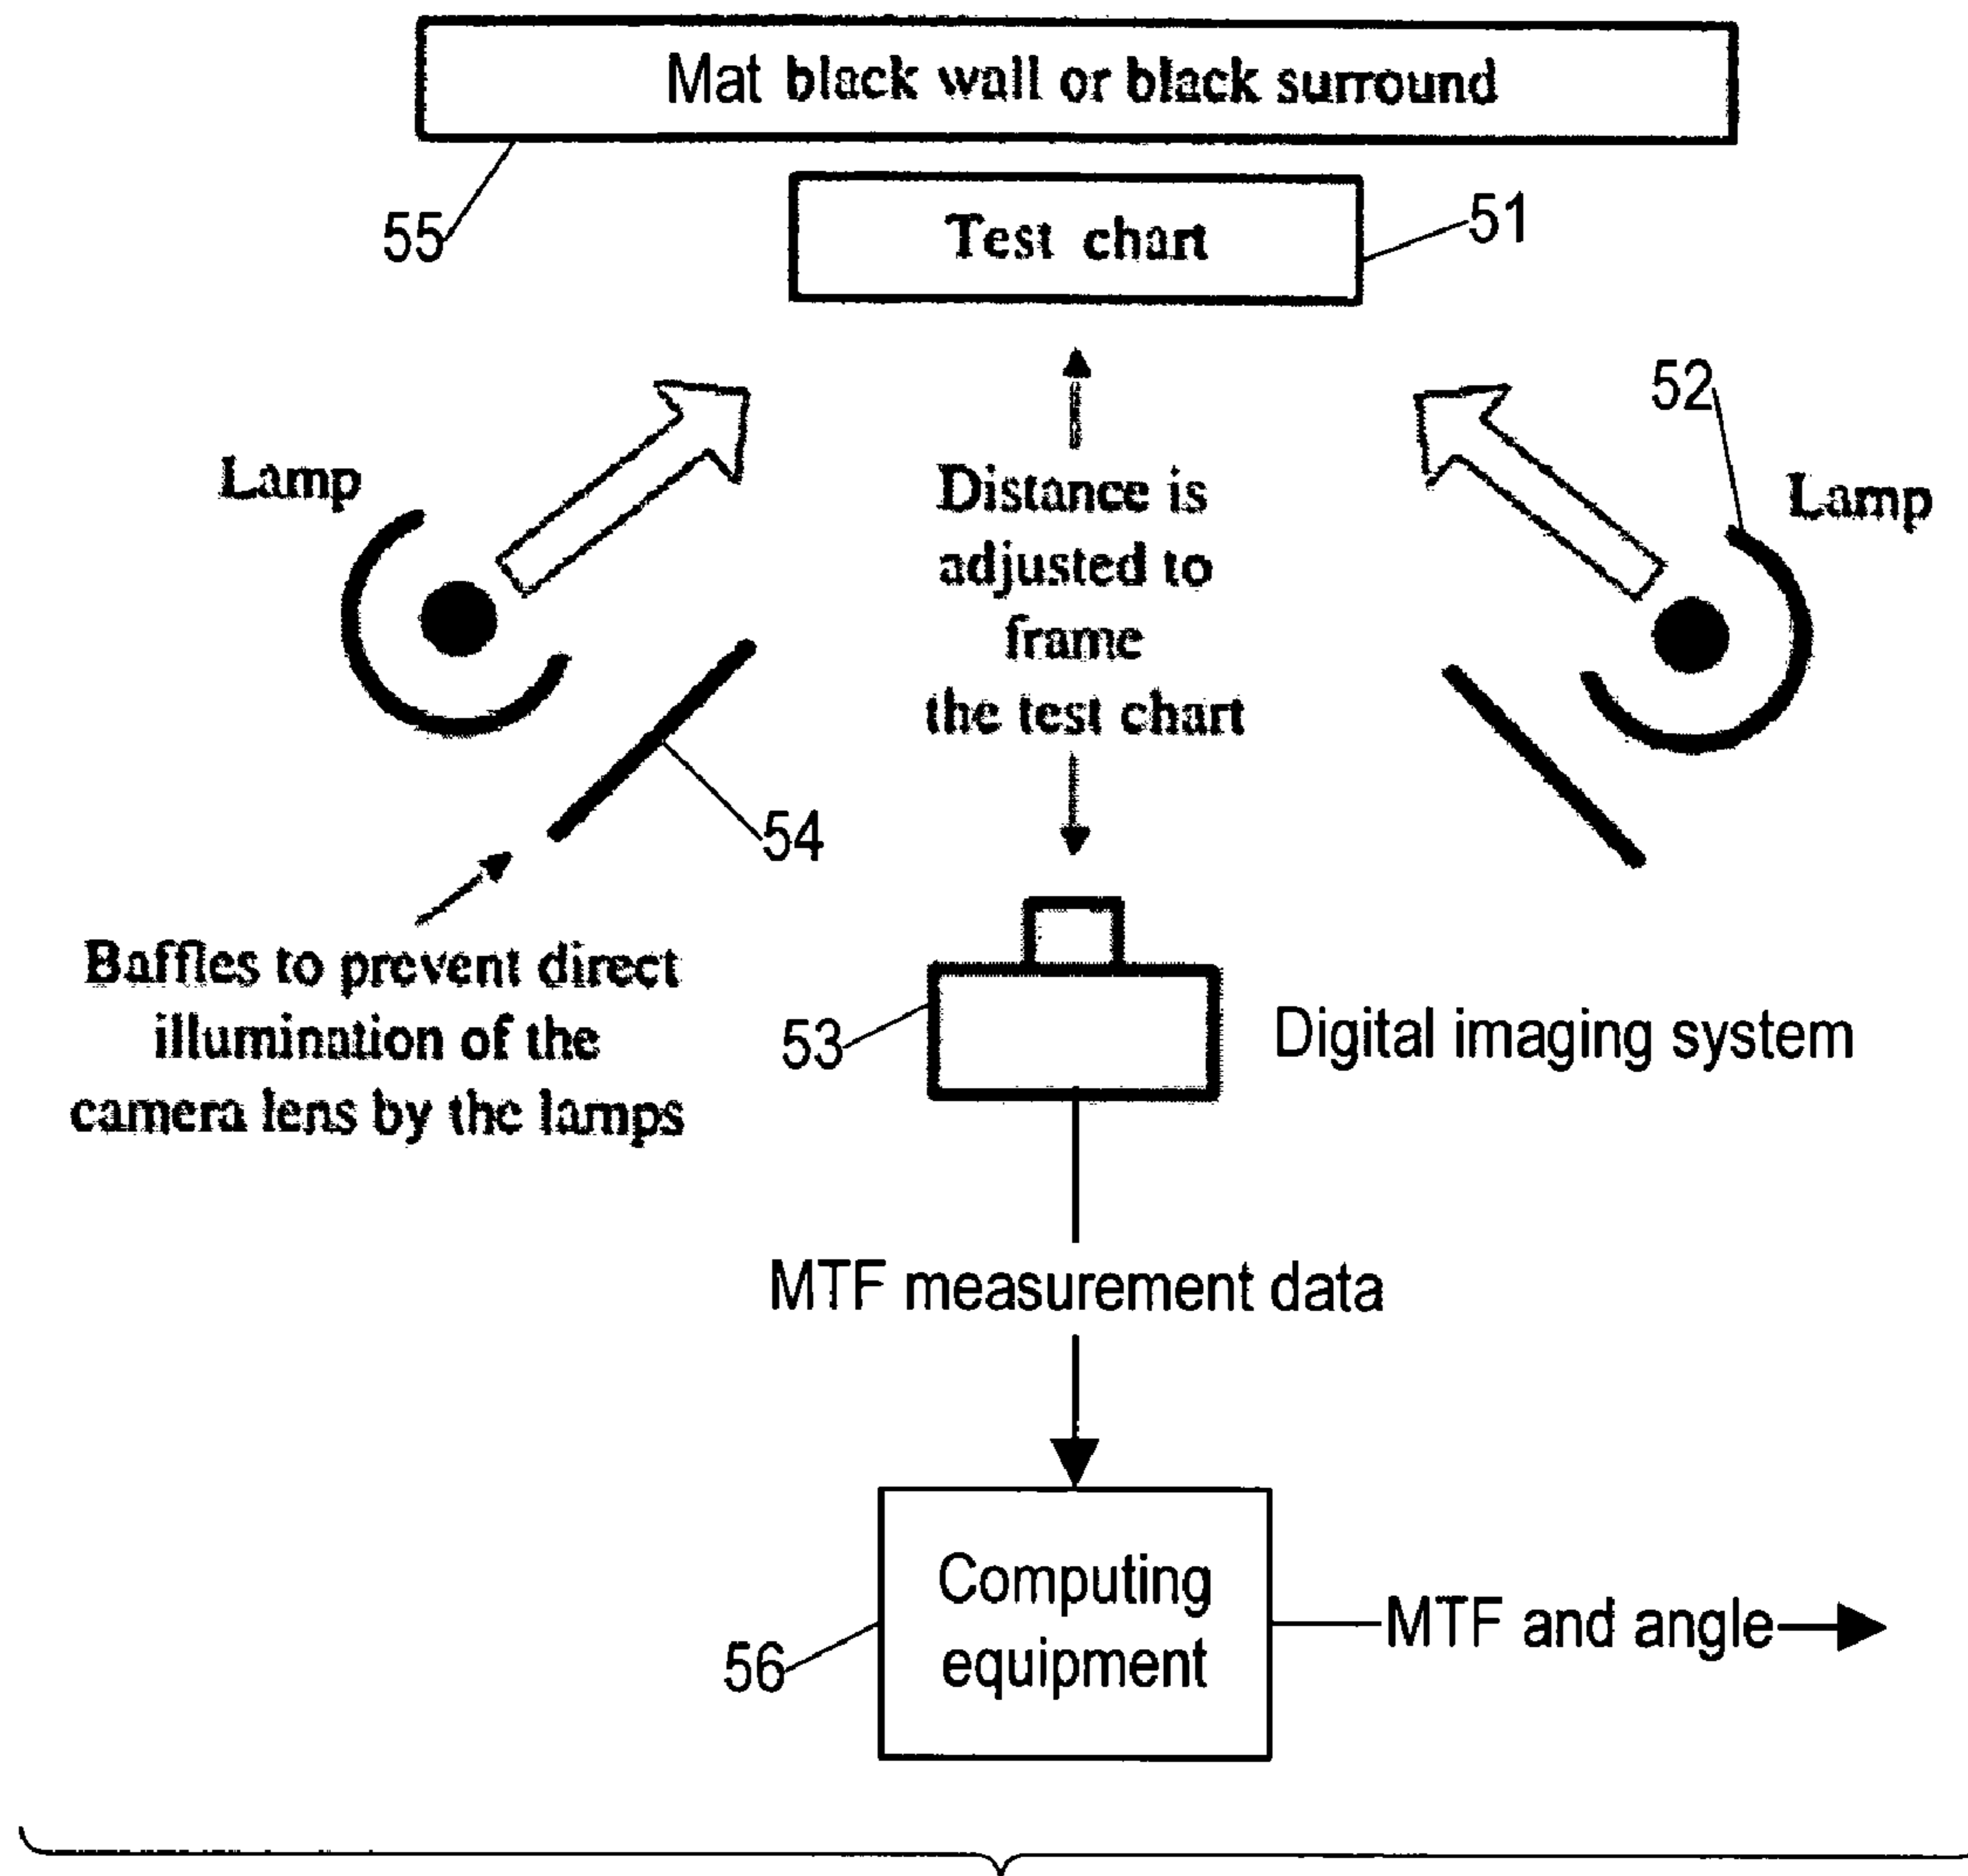 Mat black wall or black surround
55
Test chart
51
52
Lamp
Lamp
Distance is
adjusted to
frame
the test chart
54
Baffles to prevent direct
illumination of the
camera lens by the lamps
53
Digital imaging system
MTF measurement data
Computing
equipment
56
MTF and angle